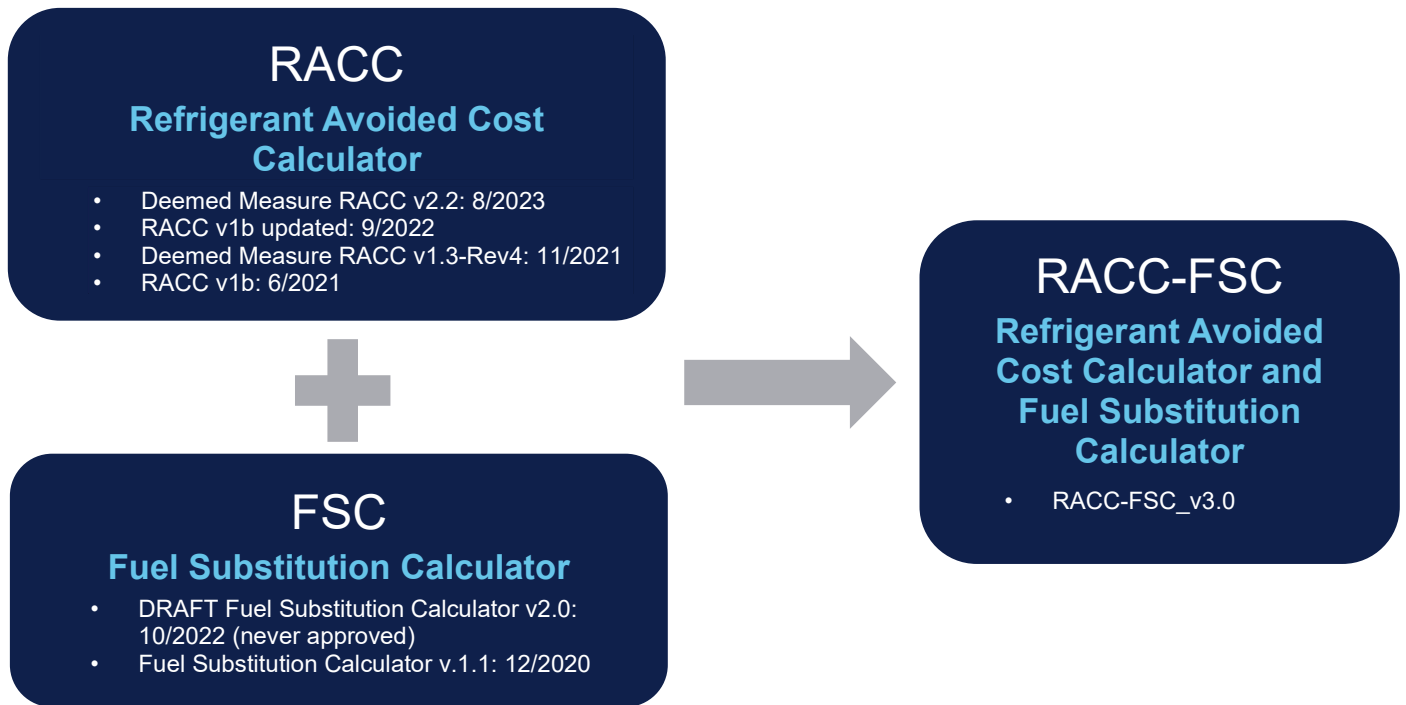 RACC
Refrigerant Avoided Cost
Calculator
• Deemed Measure RACC v2.2: 8/2023
• RACC v1b updated: 9/2022
• Deemed Measure RACC v1.3-Rev4: 11/2021
• RACC v1b: 6/2021
FSC
Fuel Substitution Calculator
• DRAFT Fuel Substitution Calculator v2.0:
10/2022 (never approved)
• Fuel Substitution Calculator v.1.1: 12/2020
RACC-FSC
Refrigerant Avoided
Cost Calculator and
Fuel Substitution
Calculator
• RACC-FSC_v3.0